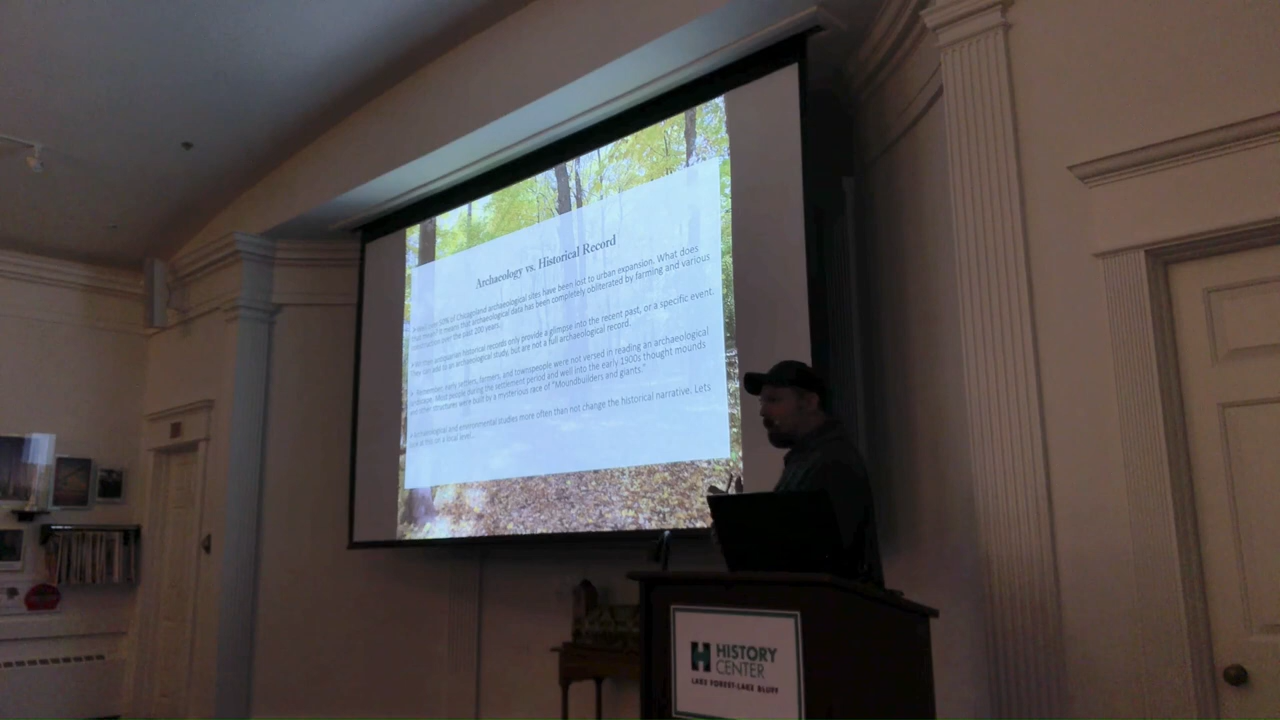 Archaeology vs. Historical Record
over 90% of Chicagoland archaeological sites have been lost to urban expansion. What does
that mean? It means that archaeological data has been completely obliterated by farming and various
construction over the past 200 years.
antiquarian historical records only provide a glimpse into the recent past, or a specific event.
They can add to an archaeological study, but are not a full archaeological record.
Remember, early settlers, farmers, and townspeople were not versed in reading an archaeological
landscape. Most people during the settlement period and well into the early 1900s thought mounds
and other structures were built by a mysterious race of "Moundbuilders and giants."
Archaeological and environmental studies more often than not change the historical narrative. Lets
look at this on a local level...
H HISTORY
CENTER
LAKE FOREST-LAKE BLUFF